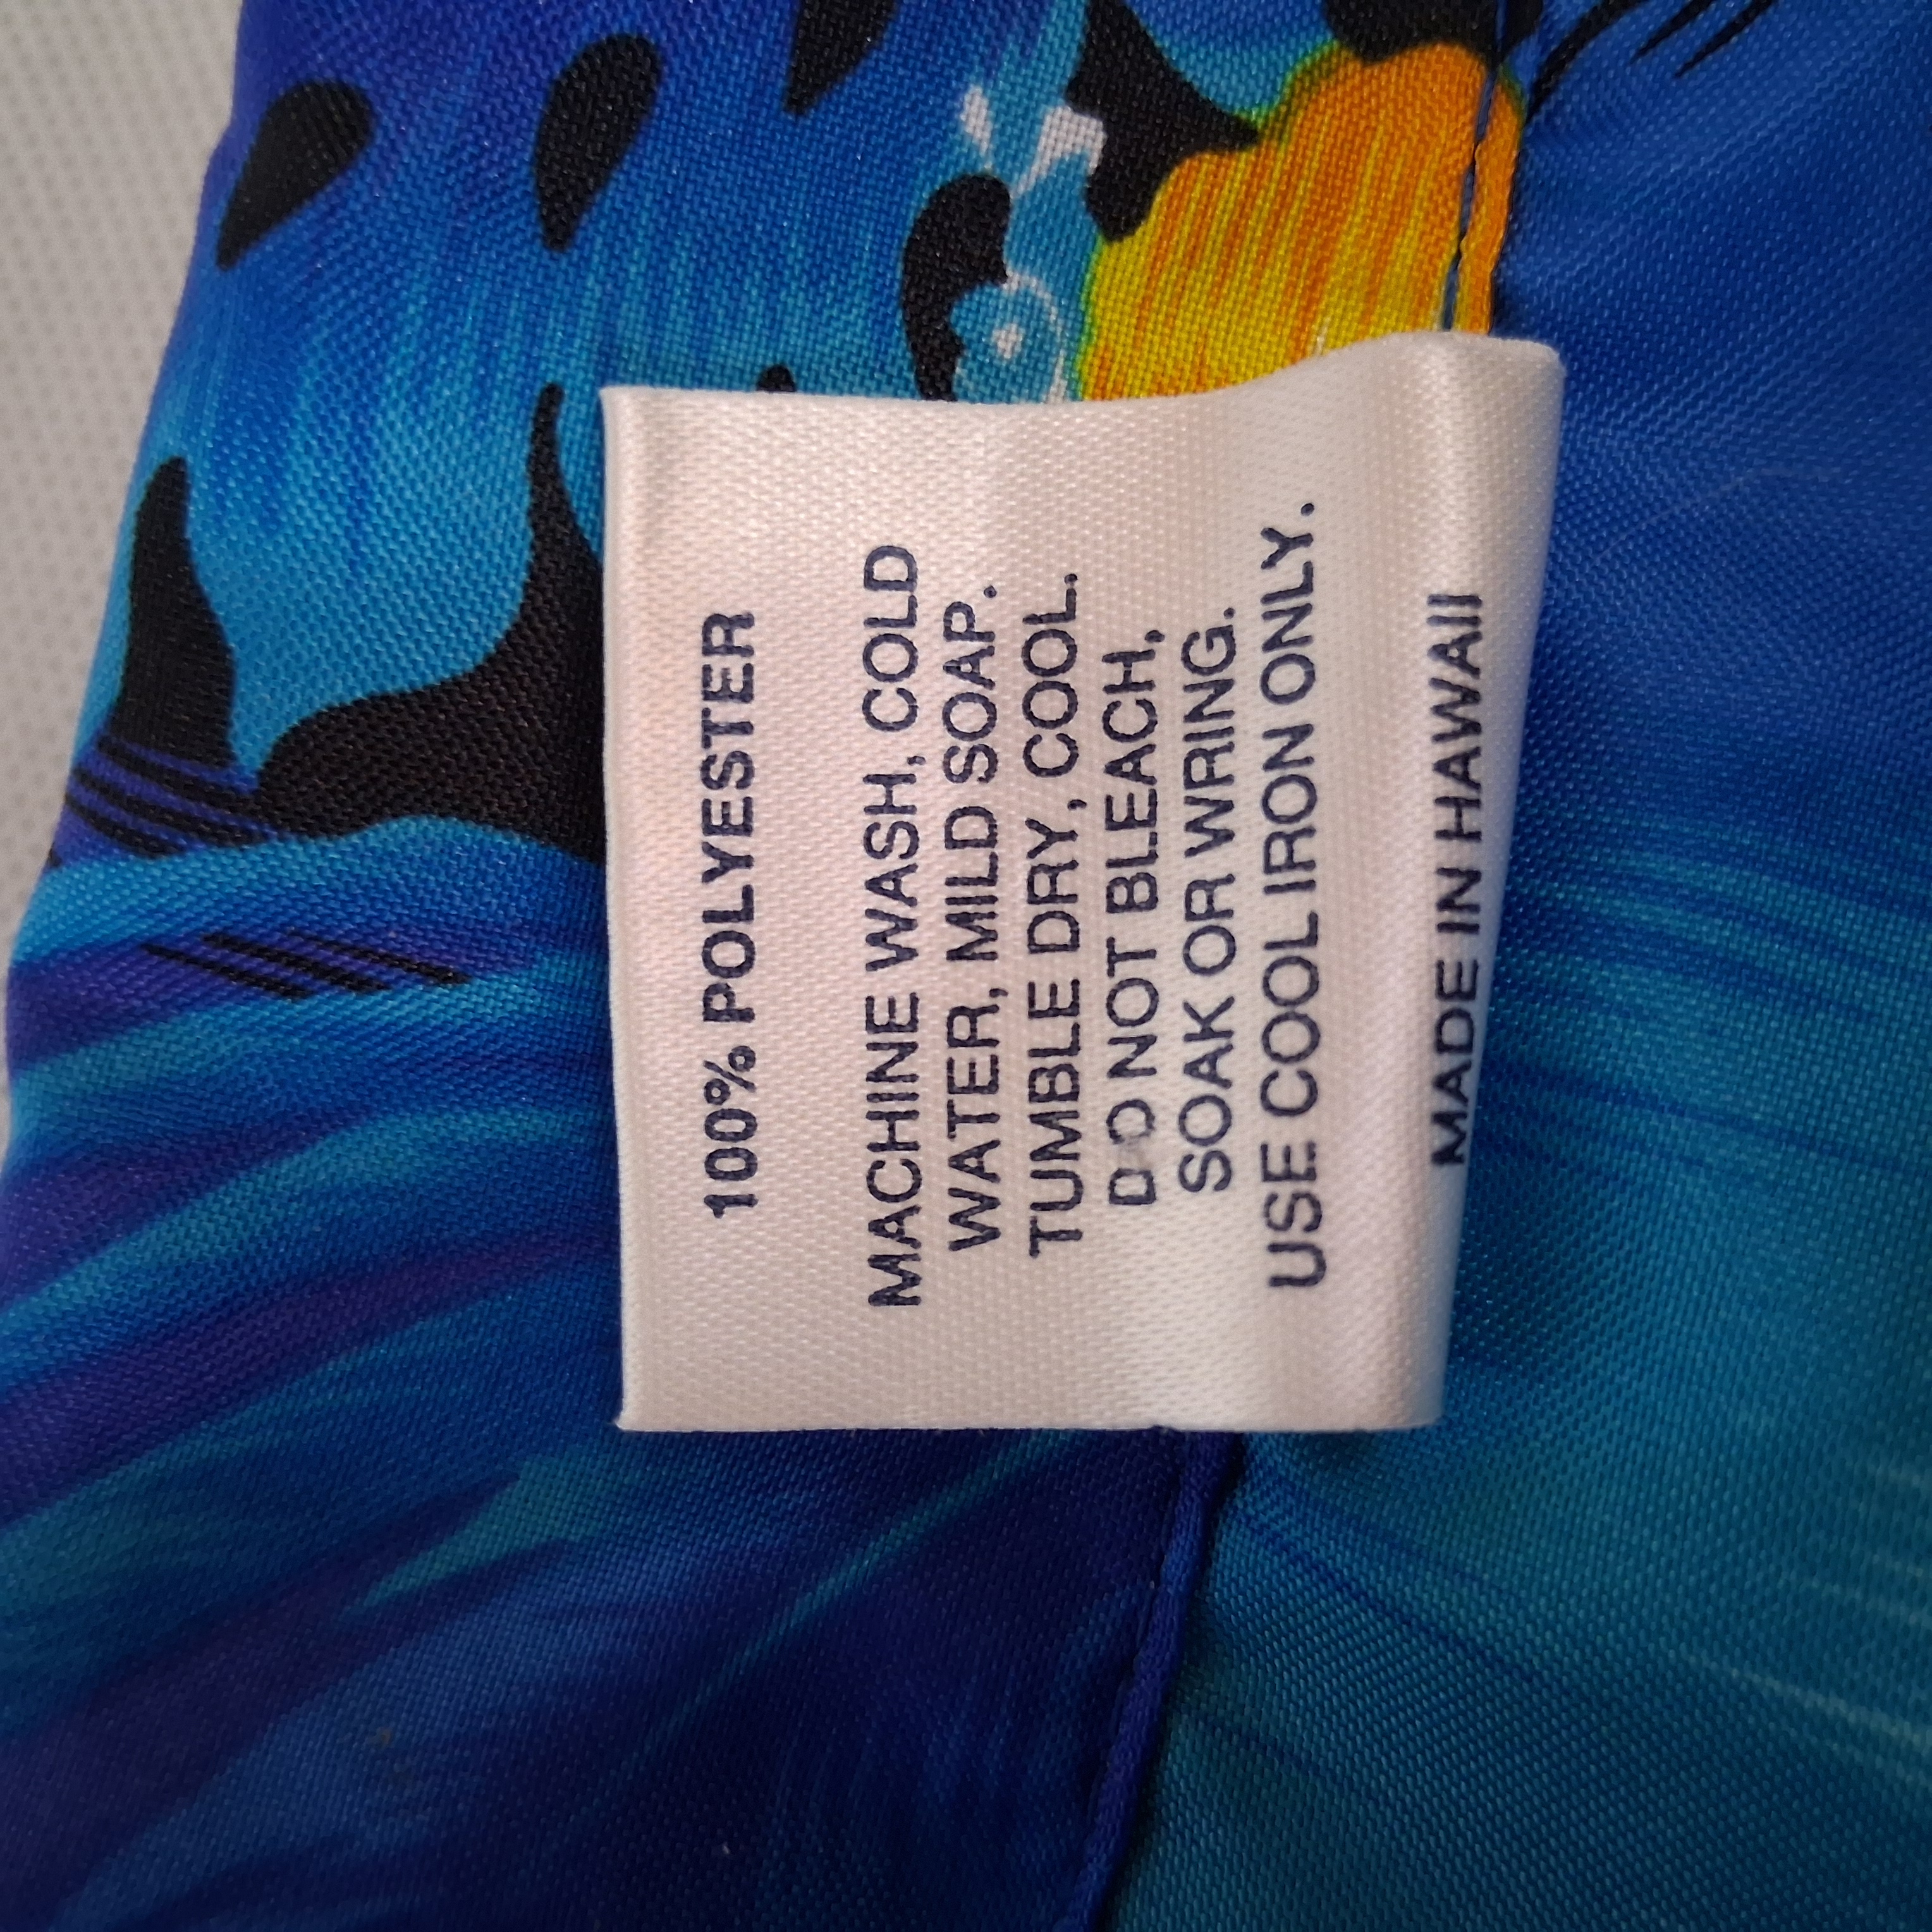 100% POLYESTER
MACHINE WASH, COLD
WATER, MILD SOAP.
TUMBLE DRY, COOL.
DO NOT BLEACH,
SOAK OR WRING.
USE COOL IRON ONLY.
MADE IN HAWAII